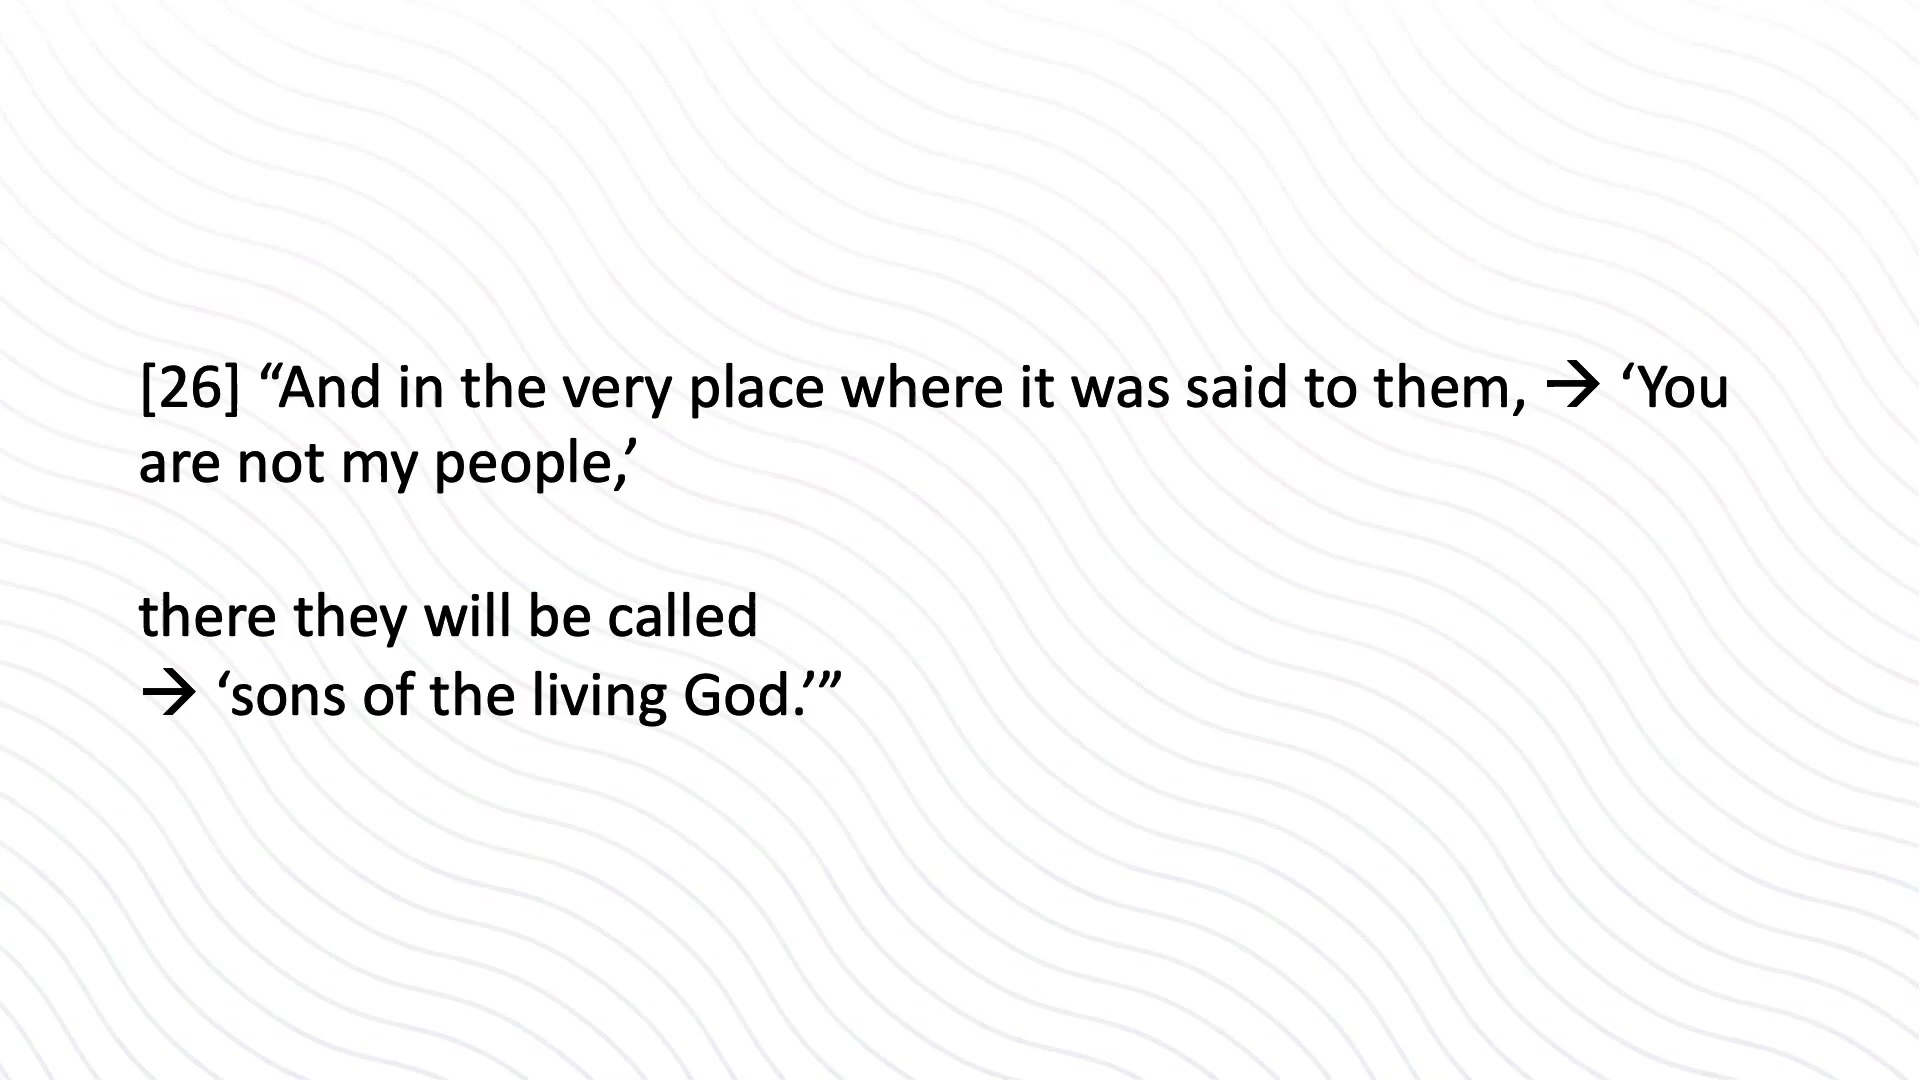 [26] “And in the very place where it was said to them, → ‘You
are not my people,’
there they will be called
→ ‘sons of the living God.’”